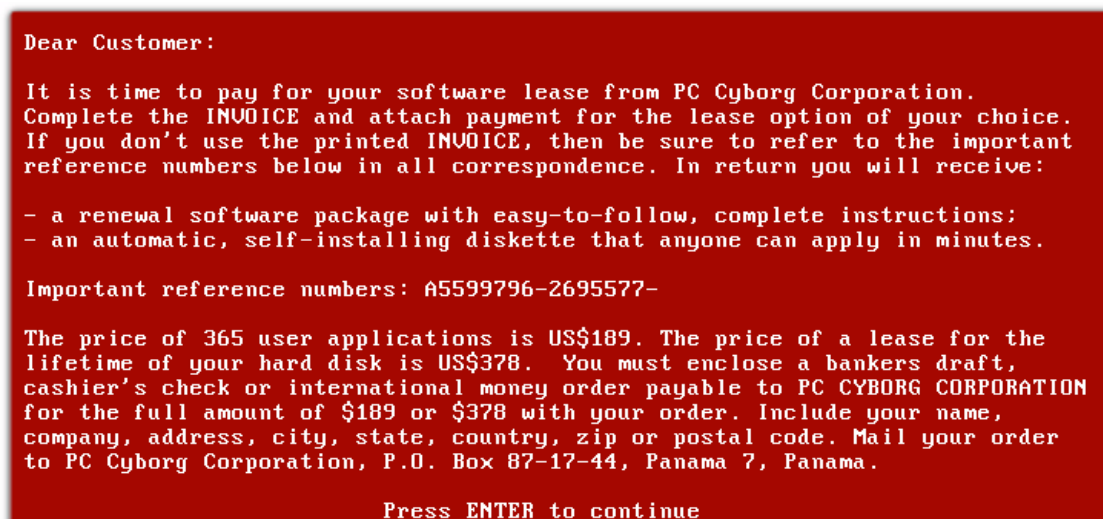 Dear Customer:
It is time to pay for your software lease from PC Cyborg Corporation.
Complete the INVOICE and attach payment for the lease option of your choice.
If you don't use the printed INVOICE, then be sure to refer to the important
reference numbers below in all correspondence. In return you will receive:
- a renewal software package with easy-to-follow, complete instructions;
- an automatic, self-installing diskette that anyone can apply in minutes.
Important reference numbers: A5599796-2695577-
The price of 365 user applications is US$189. The price of a lease for the
lifetime of your hard disk is US$378.  You must enclose a bankers draft,
cashier's check or international money order payable to PC CYBORG CORPORATION
for the full amount of $189 or $378 with your order. Include your name,
company, address, city, state, country, zip or postal code. Mail your order
to PC Cyborg Corporation, P.O. Box 87-17-44, Panama 7, Panama.
Press ENTER to continue